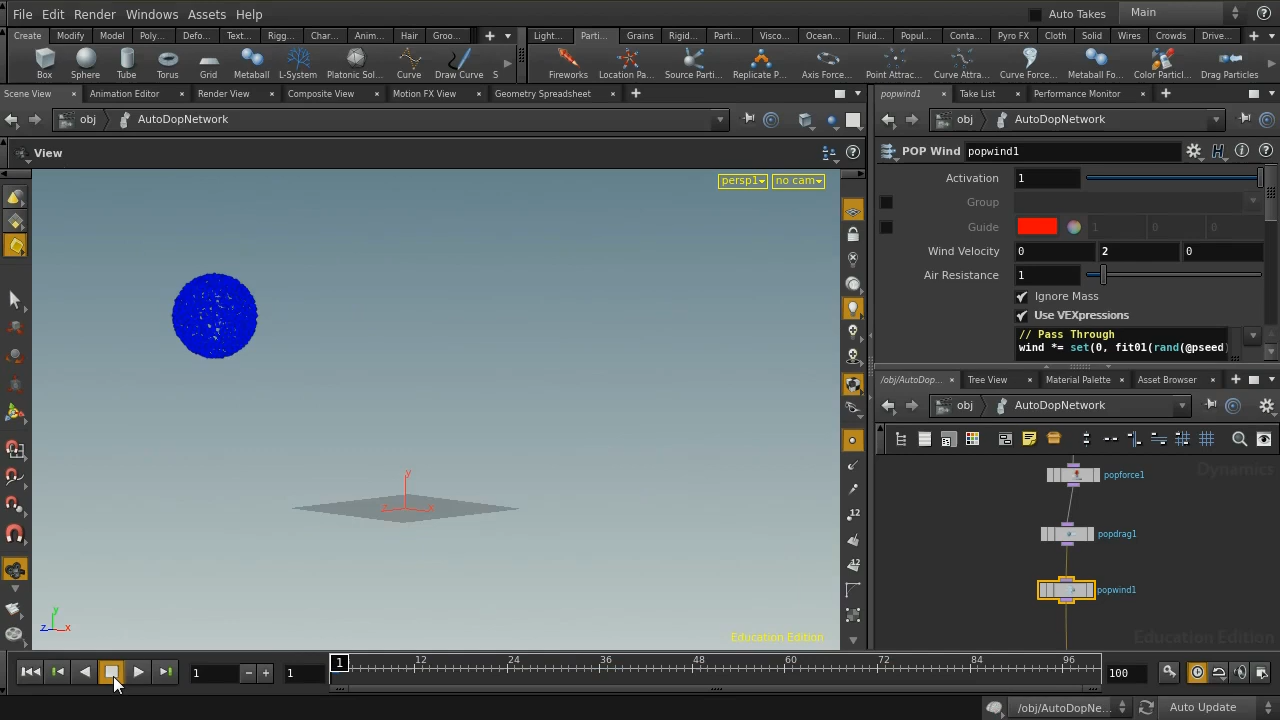 File Edit Render Windows Assets Help Auto Takes Main
Create Modify Model Poly... Defo... Text... Rigg... Char... Anim... Hair Groo... Light... Parti... Grains Rigid... Parti... Visco... Ocean... Fluid... Popul... Conta... Pyro FX Cloth Solid Wires Crowds Drive...
Box Sphere Tube Torus Grid Metaball L-System Platonic Sol... Curve Draw Curve S Fireworks Location Pa... Source Parti... Replicate P... Axis Force... Point Attrac... Curve Attra... Curve Force... Metaball Fo... Color Particl... Drag Particles
Scene View Animation Editor Render View Composite View Motion FX View Geometry Spreadsheet popwind1 Take List Performance Monitor
obj AutoDopNetwork obj AutoDopNetwork
View POP Wind popwind1
persp1 no cam
Activation 1
Group
Guide 1 0 0
Wind Velocity 0 2 0
Air Resistance 1
Ignore Mass
Use VEXpressions
// Pass Through
wind *= set(0, fit01(rand(@pseed)
/obj/AutoDop... Tree View Material Palette Asset Browser
obj AutoDopNetwork
Dynamics
popforce1
popdrag1
popwind1
y
y
z x
Education Edition
Education Edition
1 1 1 12 24 36 48 60 72 84 96 100
/obj/AutoDopNe... Auto Update